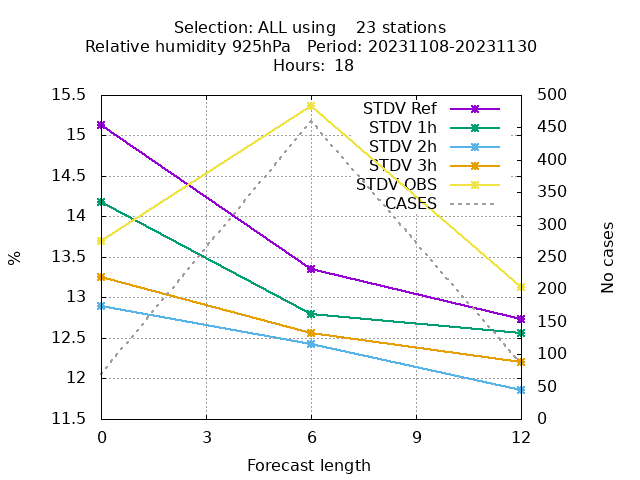 Selection: ALL using    23 stations
Relative humidity 925hPa   Period: 20231108-20231130
Hours: 18
STDV Ref
STDV 1h
STDV 2h
STDV 3h
STDV OBS
CASES
15.5
15
14.5
14
13.5
13
12.5
12
11.5
%
500
450
400
350
300
250
200
150
100
50
0
No cases
0 3 6 9 12
Forecast length